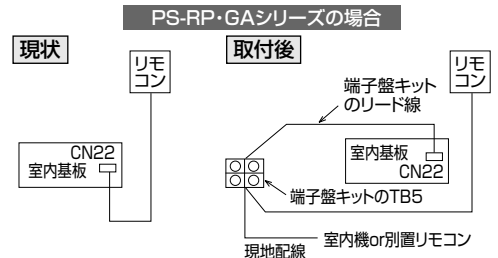 PS-RP・GAシリーズの場合
現状
リモ
コン
CN22
室内基板
取付後
リモ
コン
端子盤キット
のリード線
室内基板
CN22
端子盤キットのTB5
室内機or別置リモコン
現地配線